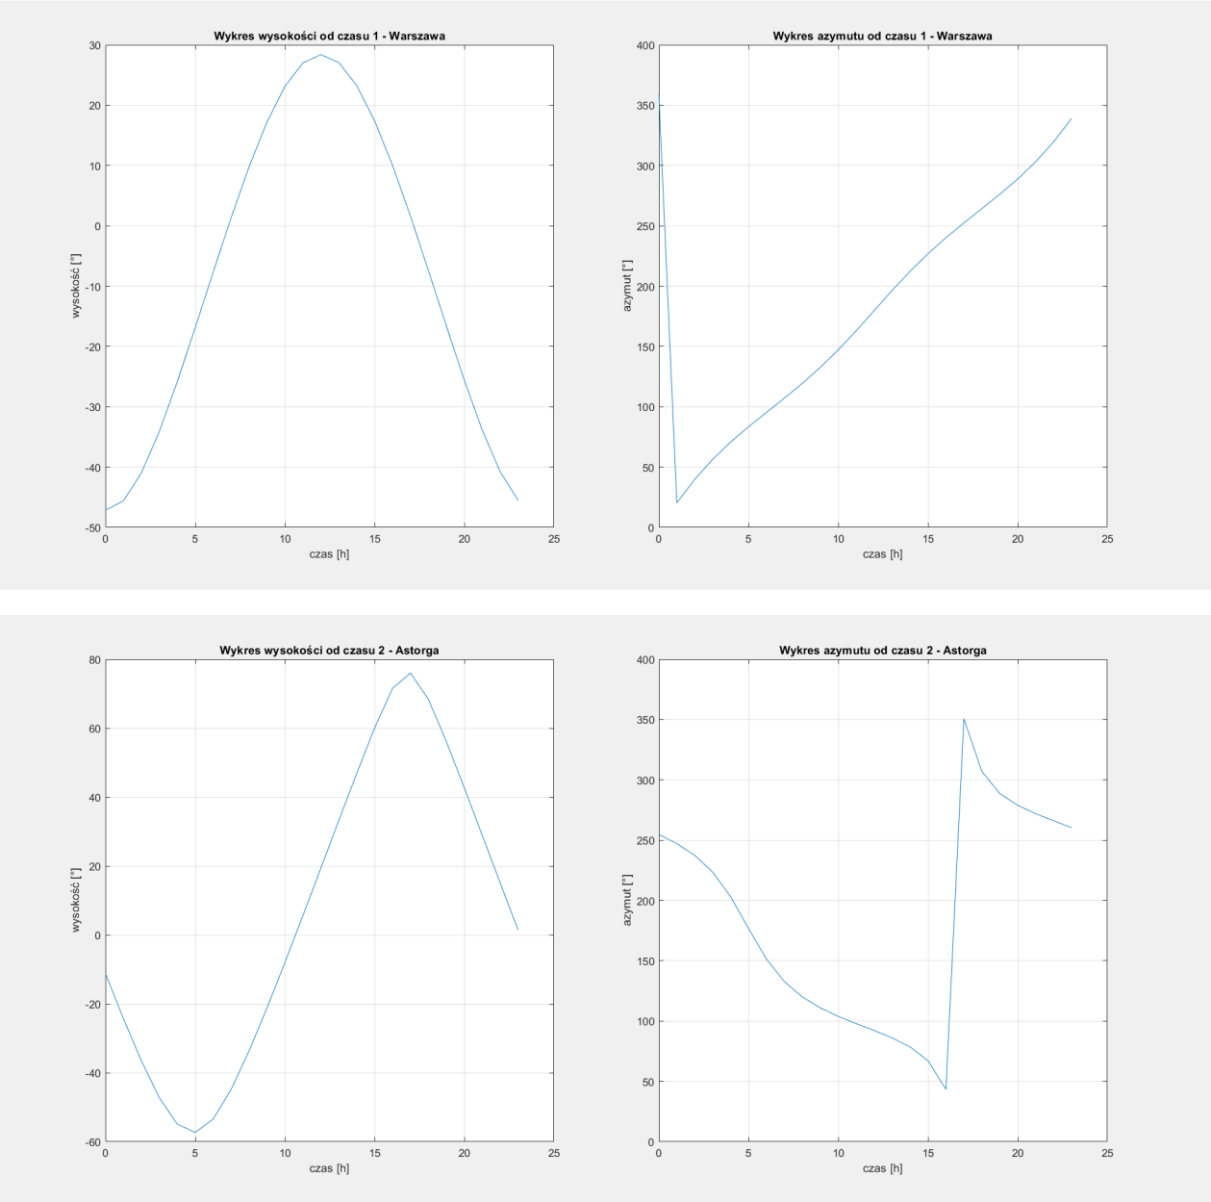 Wykres wysokości od czasu 1 - Warszawa
30
20
10
0
-10
-20
-30
-40
-50
wysokość [°]
0 5 10 15 20 25
czas [h]
Wykres azymutu od czasu 1 - Warszawa
400
350
300
250
200
150
100
50
0
azymut [°]
0 5 10 15 20 25
czas [h]
Wykres wysokości od czasu 2 - Astorga
80
60
40
20
0
-20
-40
-60
wysokość [°]
0 5 10 15 20 25
czas [h]
Wykres azymutu od czasu 2 - Astorga
400
350
300
250
200
150
100
50
0
azymut [°]
0 5 10 15 20 25
czas [h]